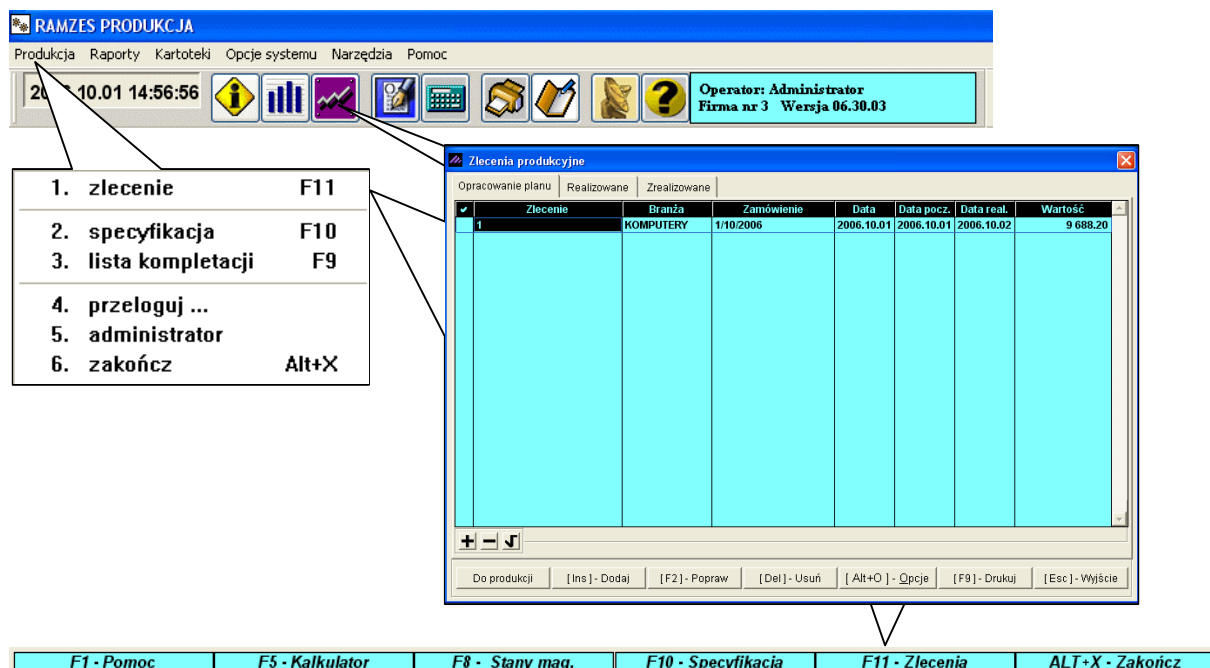 RAMZES PRODUKCJA
Produkcja Raporty Kartoteki Opcje systemu Narzędzia Pomoc
10.01 14:56:56
Operator: Administrator
Firma nr 3 Wersja 06.30.03
1. zlecenie F11
2. specyfikacja F10
3. lista kompletacji F9
4. przeloguj ...
5. administrator
6. zakończ Alt+X
Zlecenia produkcyjne
Opracowanie planu Realizowane Zrealizowane
Zlecenie Branża Zamówienie Data Data pocz. Data real. Wartość
1 KOMPUTERY 1/10/2006 2006.10.01 2006.10.01 2006.10.02 9 688.20
Do produkcji [Ins] - Dodaj [F2] - Popraw [Del] - Usuń [Alt+O] - Opcje [F9] - Drukuj [Esc] - Wyjście
F1 - Pomoc F5 - Kalkulator F8 - Stany mag. F10 - Specyfikacja F11 - Zlecenia ALT+X - Zakończ